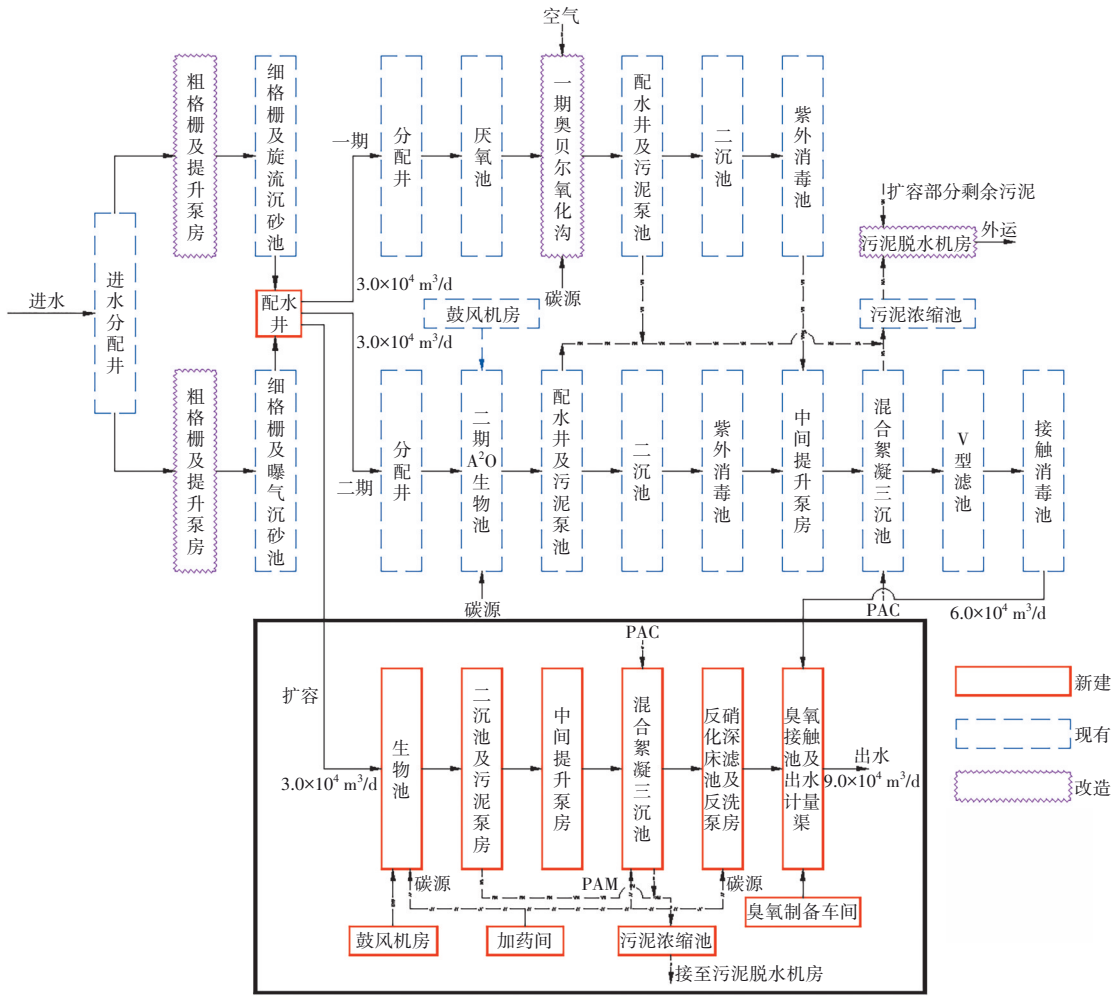 空气
粗格栅及提升泵房
细格栅及旋流沉砂池
一期
分配井
厌氧池
一期奥贝尔氧化沟
配水井及污泥泵池
二沉池
紫外消毒池
扩容部分剩余污泥
污泥脱水机房
外运
进水
进水分配井
配水井
3.0×10⁴ m³/d
3.0×10⁴ m³/d
碳源
鼓风机房
污泥浓缩池
粗格栅及提升泵房
细格栅及曝气沉砂池
二期
分配井
二期A²O生物池
配水井及污泥泵池
二沉池
紫外消毒池
中间提升泵房
混合絮凝三沉池
V型滤池
接触消毒池
碳源
PAC
6.0×10⁴ m³/d
PAC
扩容
3.0×10⁴ m³/d
生物池
二沉池及污泥泵房
中间提升泵房
混合絮凝三沉池
反硝化深床滤池及反洗泵房
臭氧接触池及出水计量渠
出水
9.0×10⁴ m³/d
碳源
PAM
碳源
鼓风机房
加药间
污泥浓缩池
臭氧制备车间
接至污泥脱水机房
新建
现有
改造